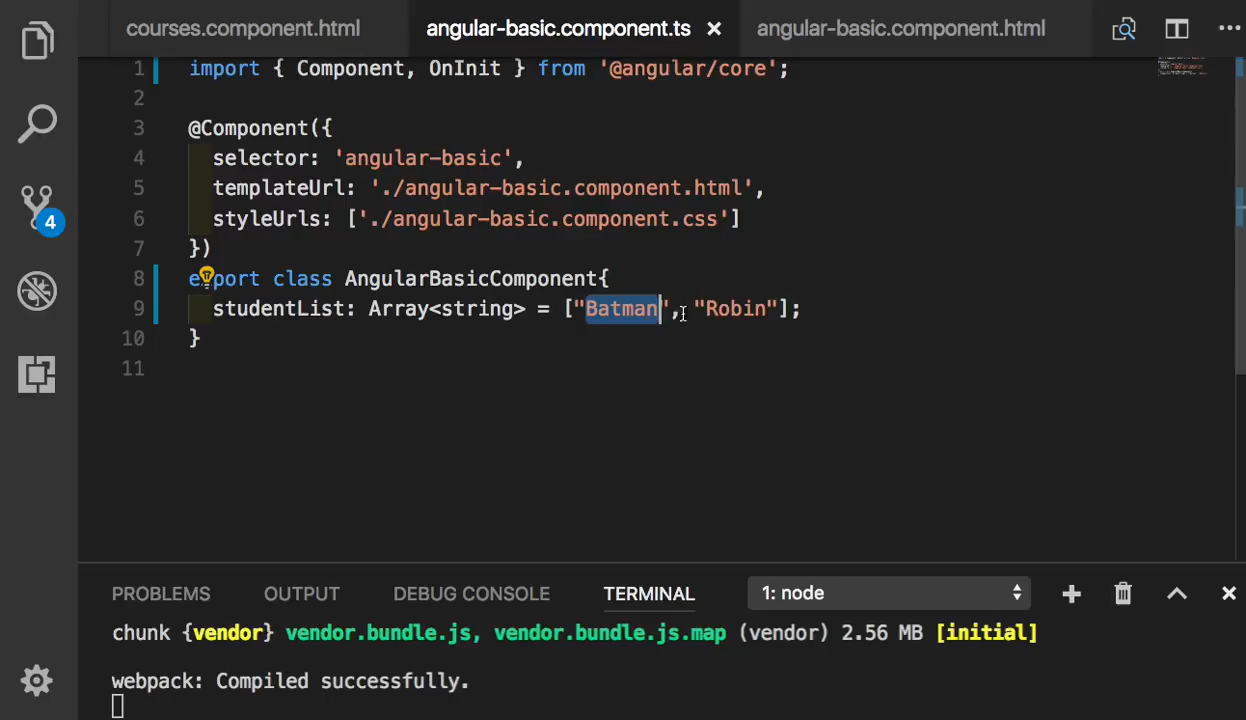 courses.component.html angular-basic.component.ts angular-basic.component.html
1 import { Component, OnInit } from '@angular/core';
2
3 @Component({
4 selector: 'angular-basic',
5 templateUrl: './angular-basic.component.html',
6 styleUrls: ['./angular-basic.component.css']
7 })
8 export class AngularBasicComponent{
9 studentList: Array<string> = ["Batman", "Robin"];
10 }
11
4
PROBLEMS OUTPUT DEBUG CONSOLE TERMINAL 1: node
chunk {vendor} vendor.bundle.js, vendor.bundle.js.map (vendor) 2.56 MB [initial]
webpack: Compiled successfully.